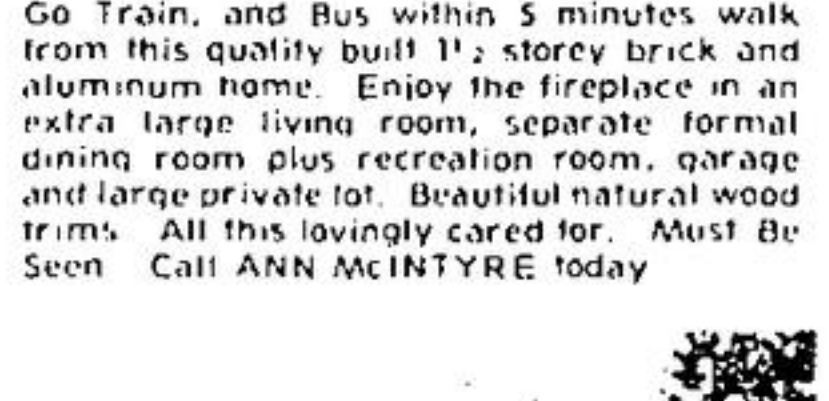 Go Train, and Bus within 5 minutes walk
from this quality built 1½ storey brick and
aluminum home. Enjoy the fireplace in an
extra large living room, separate formal
dining room plus recreation room, garage
and large private lot. Beautiful natural wood
trims. All this lovingly cared for. Must Be
Seen Call ANN McINTYRE today